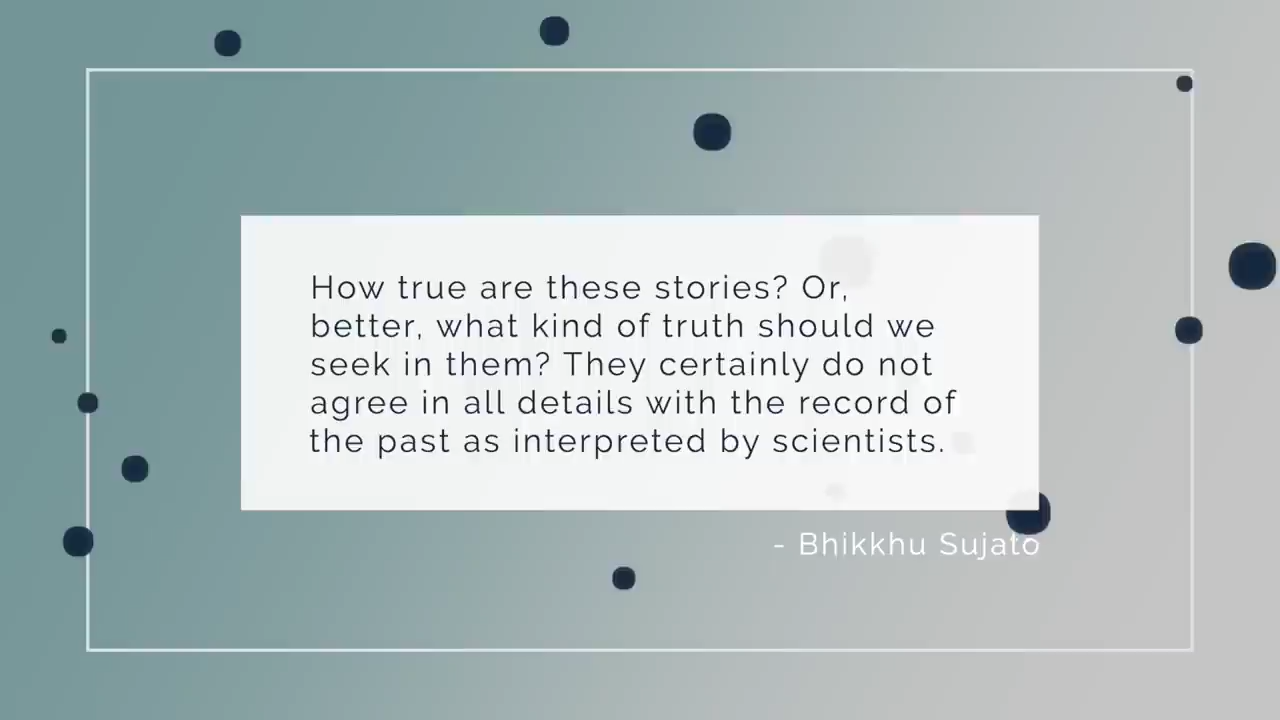 How true are these stories? Or,
better, what kind of truth should we
seek in them? They certainly do not
agree in all details with the record of
the past as interpreted by scientists.
- Bhikkhu Sujato